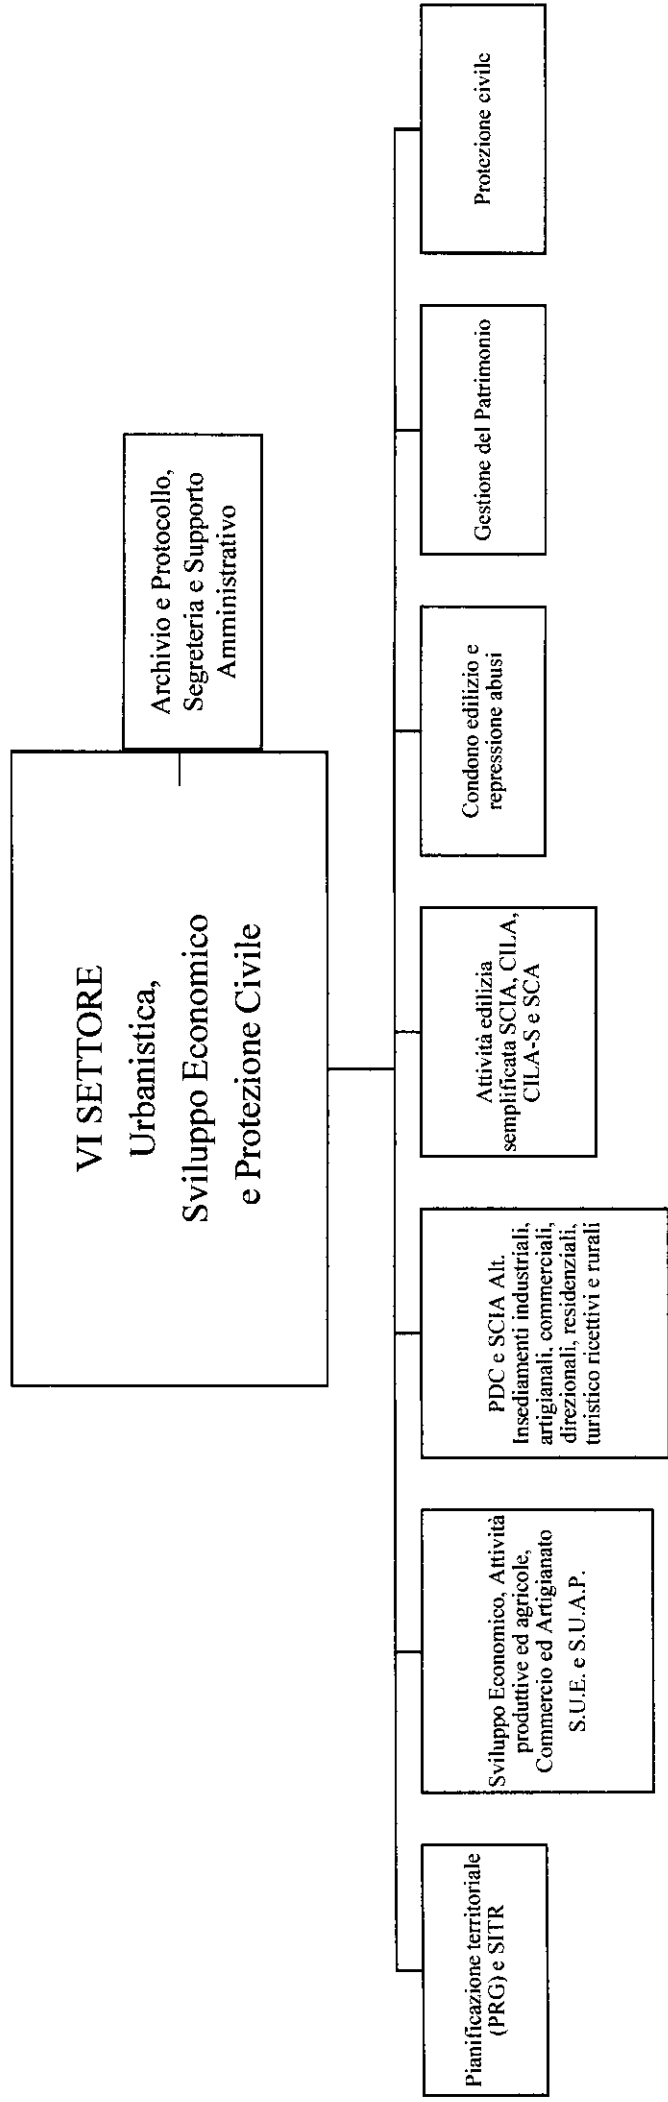 VI SETTORE
Urbanistica,
Sviluppo Economico
e Protezione Civile
Archivio e Protocollo,
Segreteria e Supporto
Amministrativo
Pianificazione territoriale
(PRG) e SITR
Sviluppo Economico, Attività
produttive ed agricole,
Commercio ed Artigianato
S.U.E. e S.U.A.P.
PDC e SCIA Alt.
Insediamenti industriali,
artigianali, commerciali,
direzionali, residenziali,
turistico ricettivi e rurali
Attività edilizia
semplificata SCIA, CILA,
CILA-S e SCA
Condono edilizio e
repressione abusi
Gestione del Patrimonio
Protezione civile